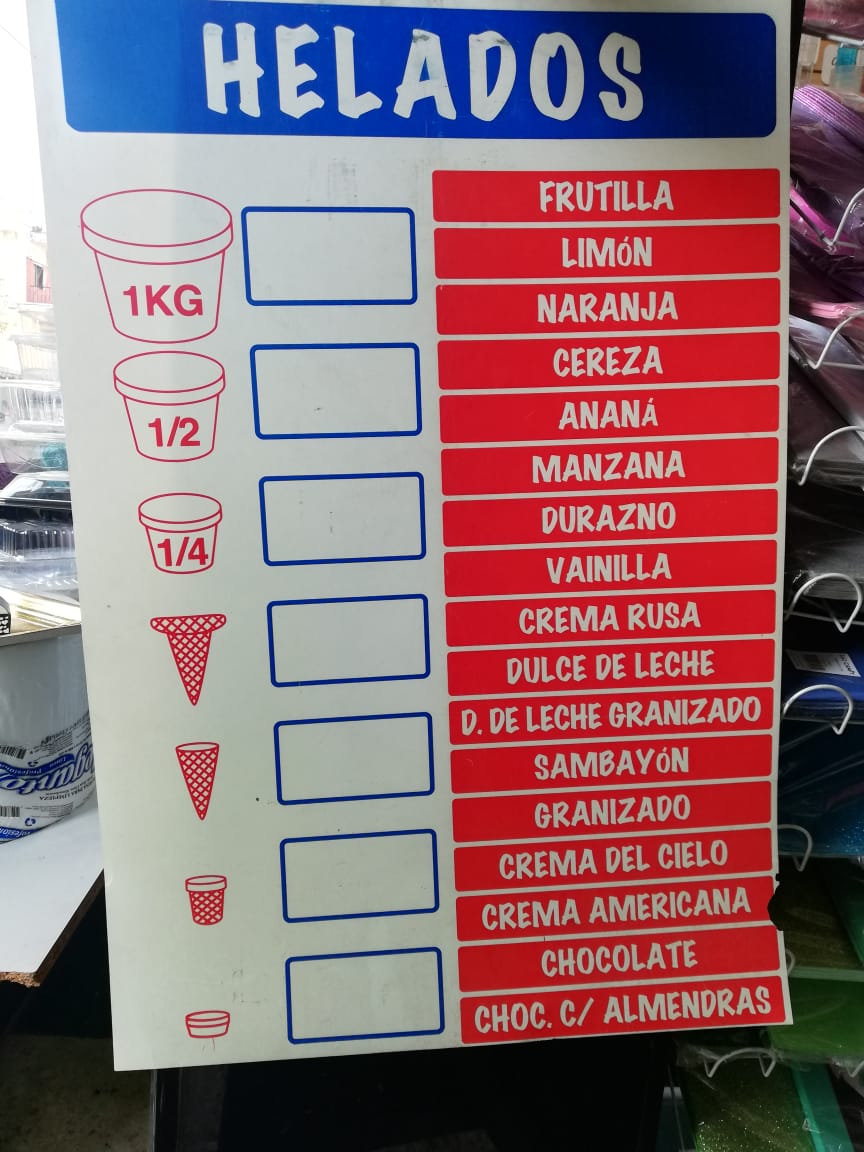 HELADOS
1KG
1/2
1/4
FRUTILLA
LIMÓN
NARANJA
CEREZA
ANANÁ
MANZANA
DURAZNO
VAINILLA
CREMA RUSA
DULCE DE LECHE
D. DE LECHE GRANIZADO
SAMBAYÓN
GRANIZADO
CREMA DEL CIELO
CREMA AMERICANA
CHOCOLATE
CHOC. C/ ALMENDRAS